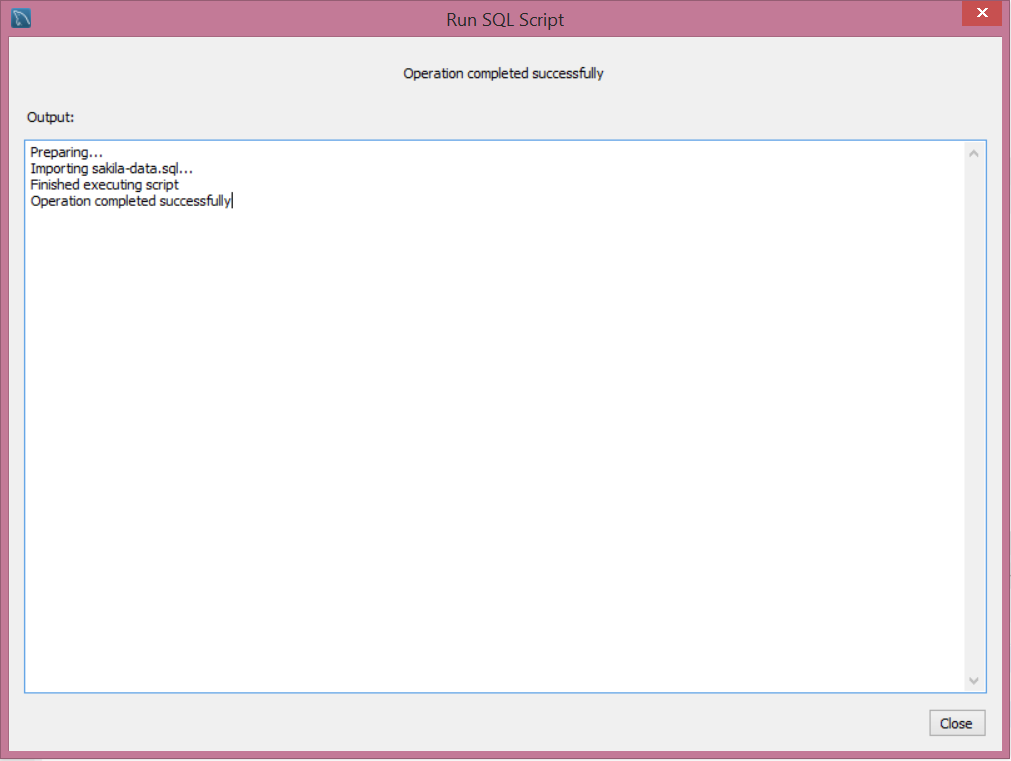 Run SQL Script
Operation completed successfully
Output:
Preparing...
Importing sakila-data.sql...
Finished executing script
Operation completed successfully
Close